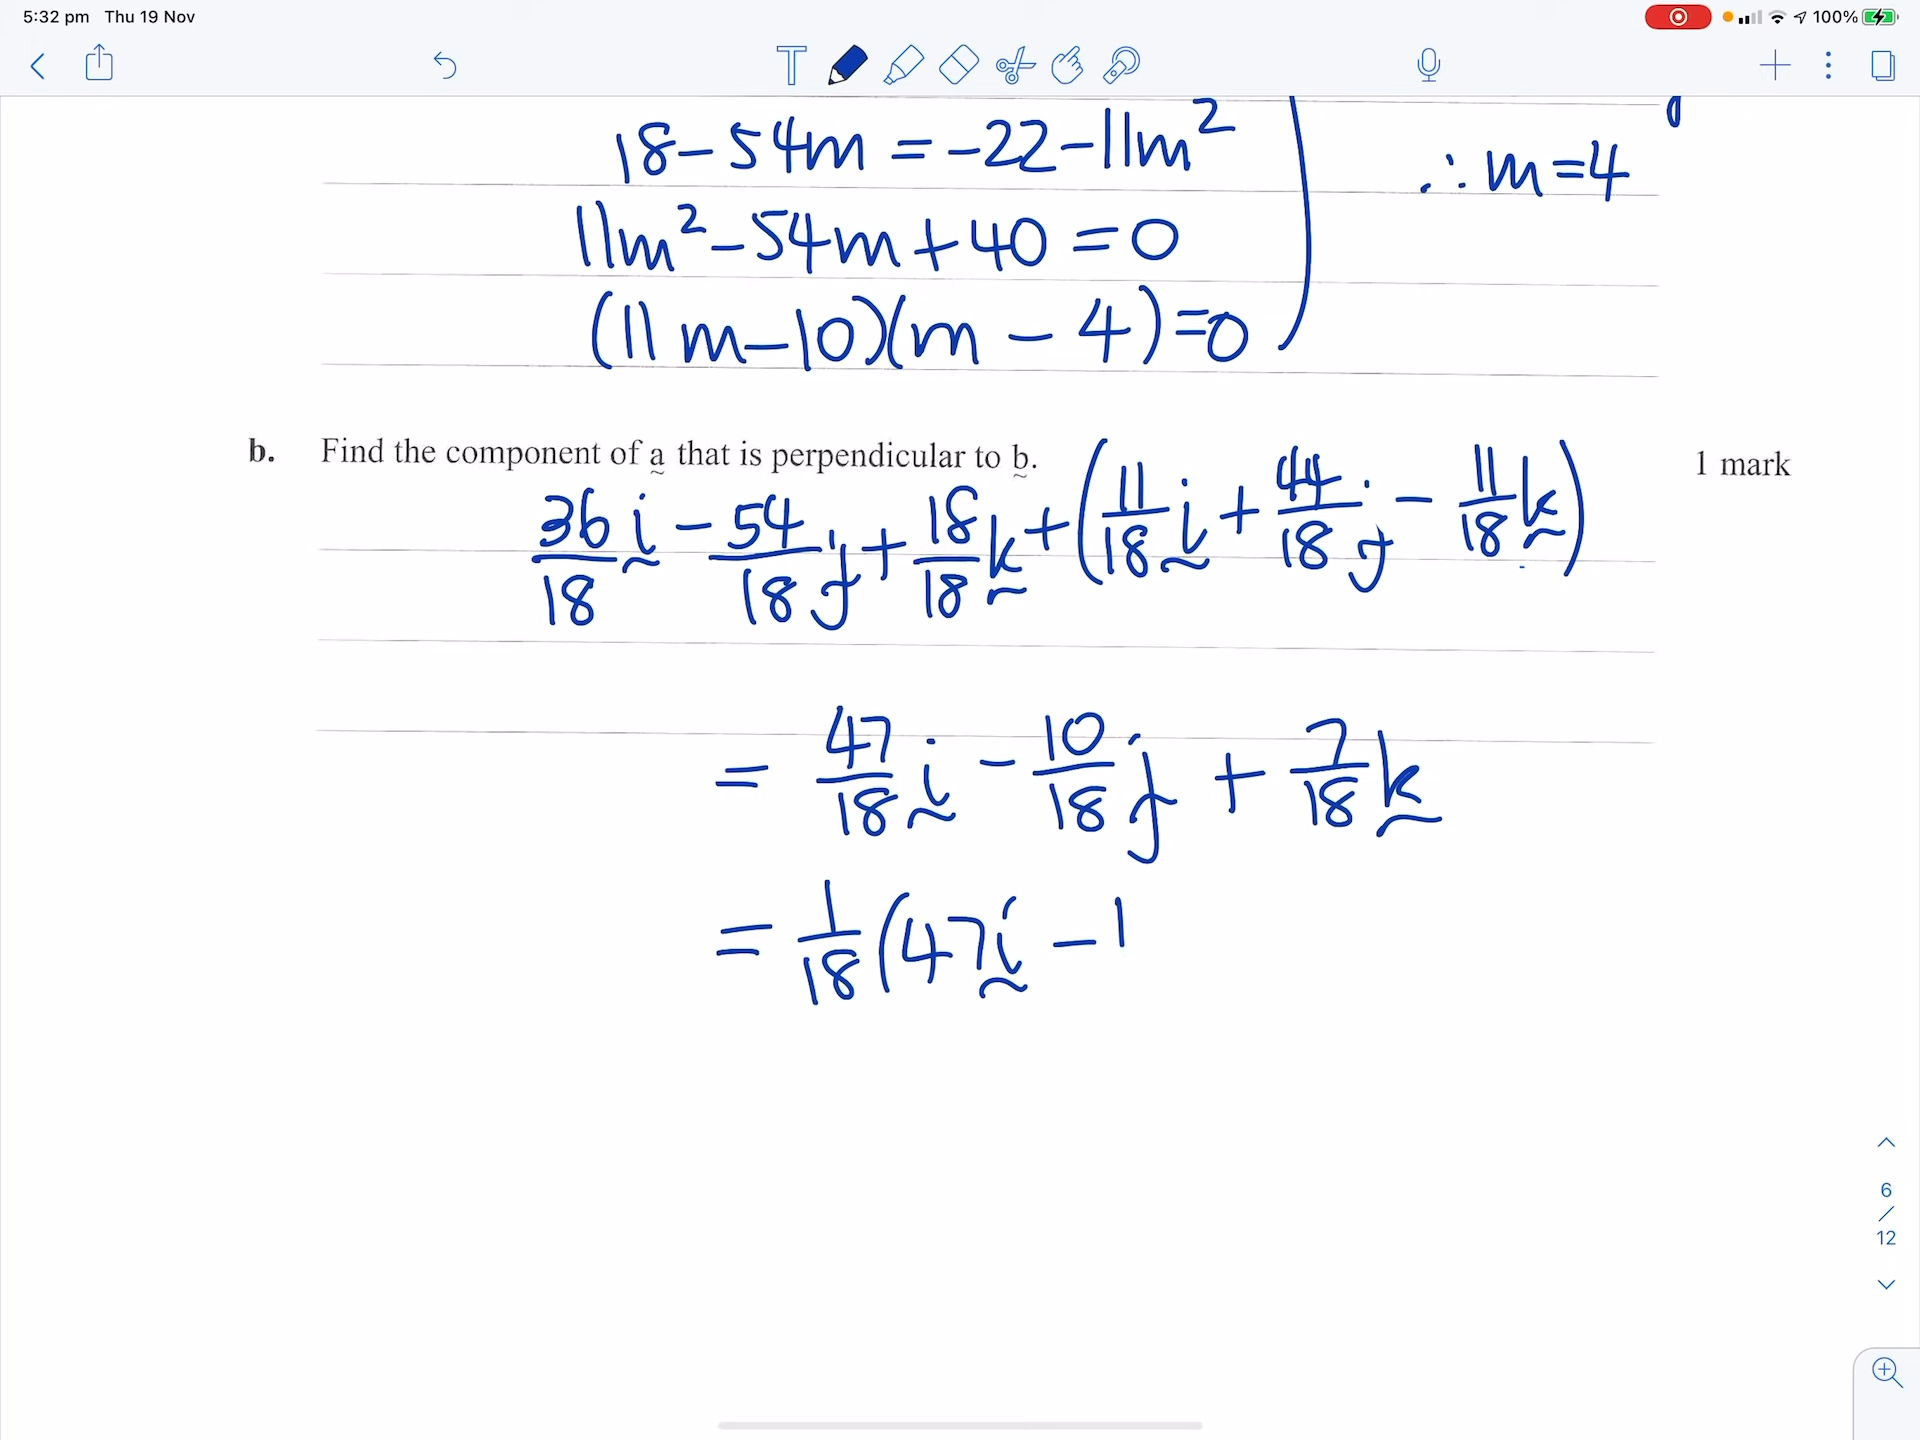 5:32 pm Thu 19 Nov
100%
18 - 54m = -22 - 11m²
∴ m = 4
11m² - 54m + 40 = 0
(11m - 10)(m - 4) = 0
b. Find the component of a̰ that is perpendicular to b̰. 1 mark
36/18 ḭ - 54/18 j + 18/18 k̰ + (11/18 ḭ + 44/18 j - 11/18 k̰)
= 47/18 ḭ - 10/18 j + 7/18 k̰
= 1/18 (47ḭ - 1
6
/
12